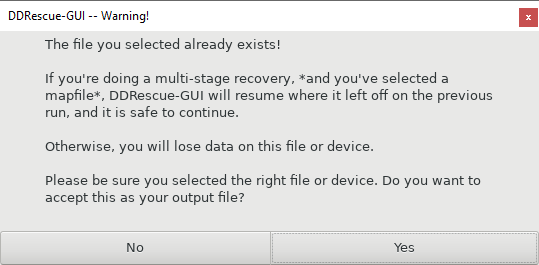 DDRescue-GUI -- Warning!
x
The file you selected already exists!
If you're doing a multi-stage recovery, *and you've selected a
mapfile*, DDRescue-GUI will resume where it left off on the previous
run, and it is safe to continue.
Otherwise, you will lose data on this file or device.
Please be sure you selected the right file or device. Do you want to
accept this as your output file?
No
Yes